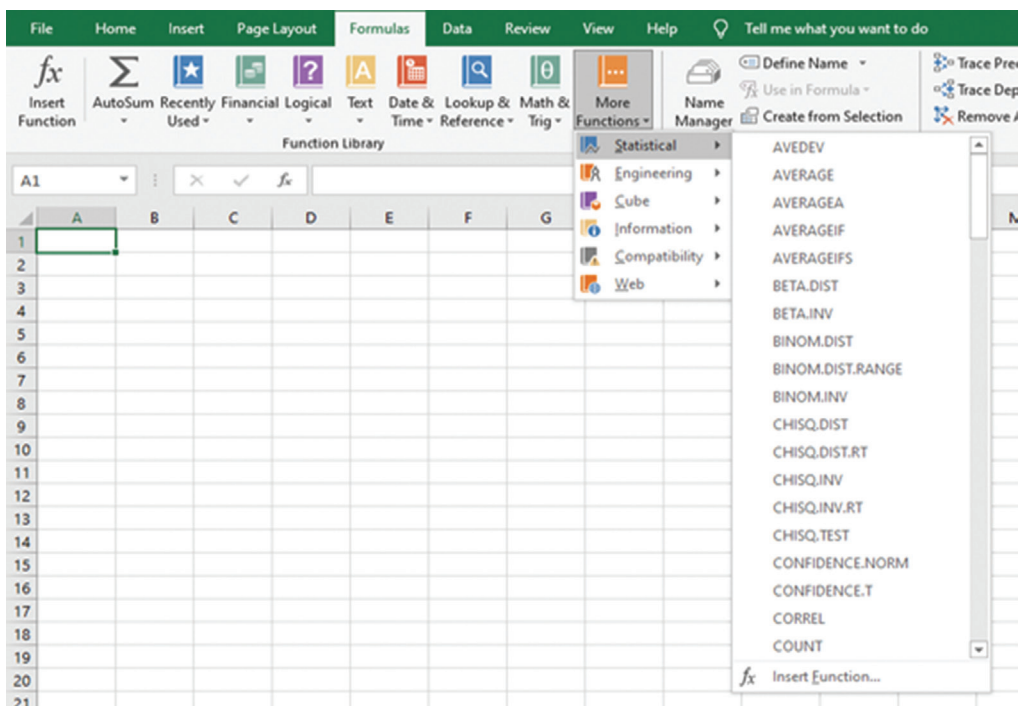 File Home Insert Page Layout Formulas Data Review View Help Tell me what you want to do
fx Σ A ? θ
Insert Function
AutoSum
Recently Used
Financial
Logical
Text
Date & Time
Lookup & Reference
Math & Trig
More Functions
Function Library
Name Manager
Define Name
Use in Formula
Create from Selection
Trace Prec
Trace Dep
Remove A
A1 fx
A B C D E F G
1
2
3
4
5
6
7
8
9
10
11
12
13
14
15
16
17
18
19
20
21
Statistical
Engineering
Cube
Information
Compatibility
Web
AVEDEV
AVERAGE
AVERAGEA
AVERAGEIF
AVERAGEIFS
BETA.DIST
BETA.INV
BINOM.DIST
BINOM.DIST.RANGE
BINOM.INV
CHISQ.DIST
CHISQ.DIST.RT
CHISQ.INV
CHISQ.INV.RT
CHISQ.TEST
CONFIDENCE.NORM
CONFIDENCE.T
CORREL
COUNT
fx Insert Function...